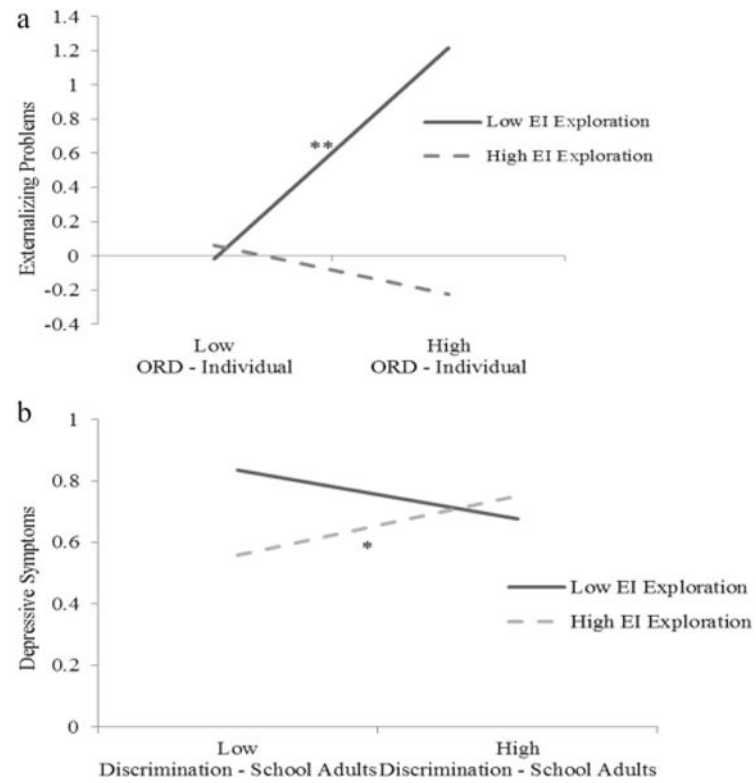 a
1.4
1.2
1
0.8
0.6
0.4
0.2
0
-0.2
-0.4
Externalizing Problems
**
Low EI Exploration
High EI Exploration
Low High
ORD - Individual ORD - Individual
b
1
0.8
0.6
0.4
0.2
0
Depressive Symptoms
*
Low EI Exploration
High EI Exploration
Low High
Discrimination - School Adults Discrimination - School Adults